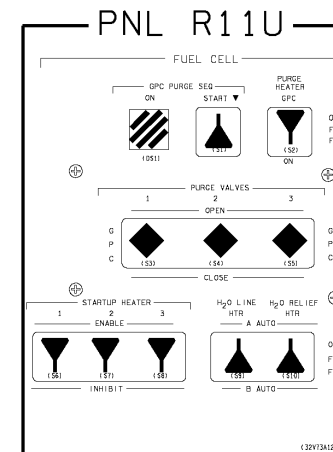 PNL R11U
FUEL CELL
GPC PURGE SEQ
PURGE
HEATER
ON START ▼ GPC
(DS1) (S1) (S2)
ON
O
F
F
PURGE VALVES
1 2 3
OPEN
G
P
C
G
P
C
(S3) (S4) (S5)
CLOSE
STARTUP HEATER
1 2 3
ENABLE
H2O LINE
HTR
H2O RELIEF
HTR
A AUTO
O
F
F
(S6) (S7) (S8) (S9) (S10)
INHIBIT
B AUTO
(32V73A12